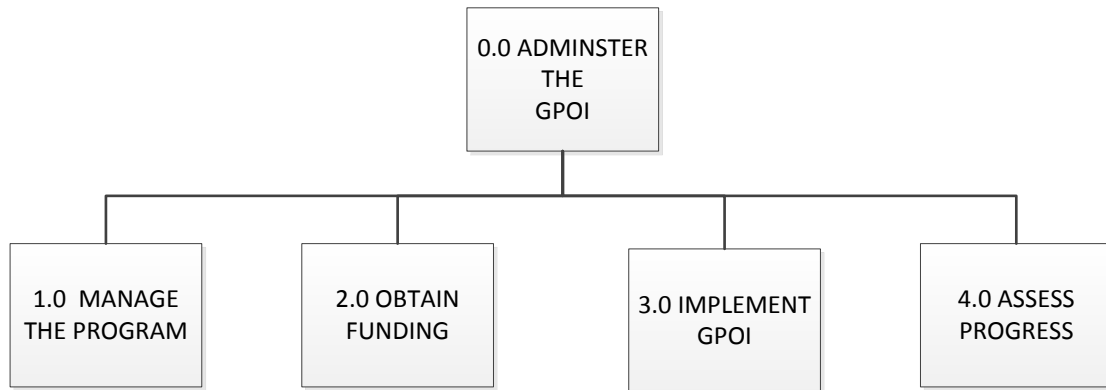 0.0 ADMINSTER
THE
GPOI
1.0  MANAGE
THE PROGRAM
2.0 OBTAIN
FUNDING
3.0 IMPLEMENT
GPOI
4.0 ASSESS
PROGRESS